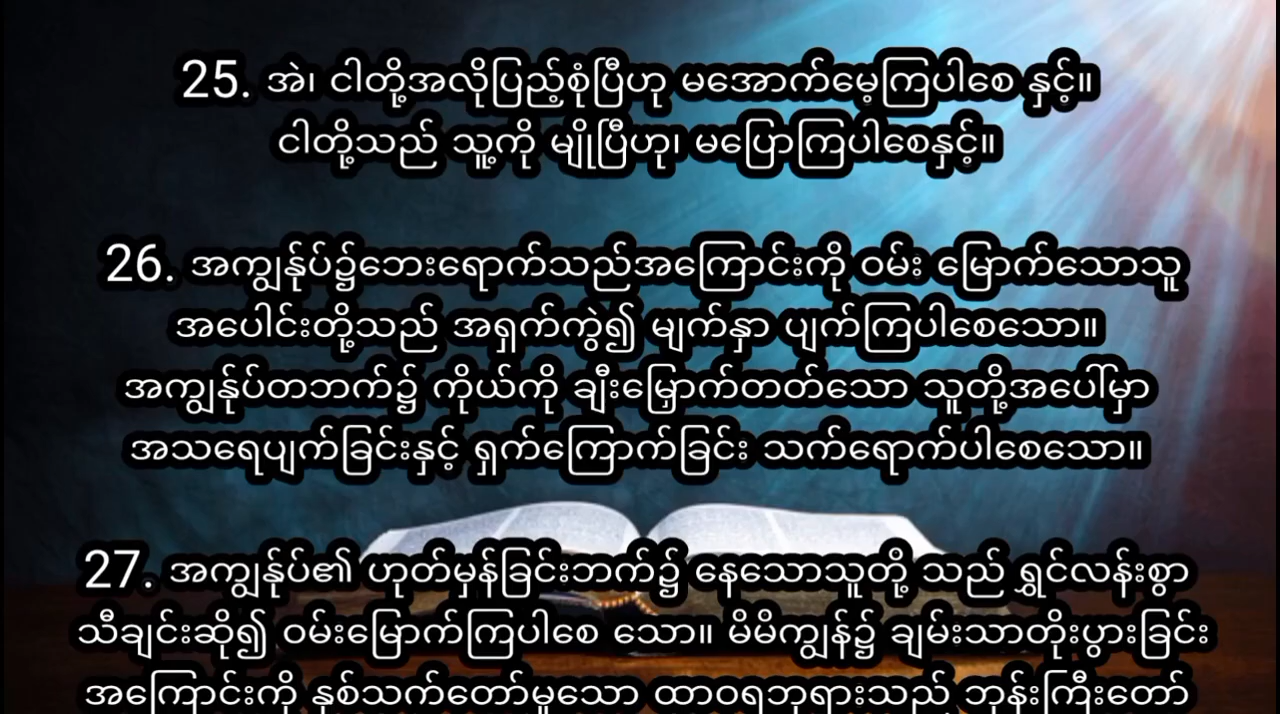 25. အဲ၊ ငါတို့အလိုပြည့်စုံပြီဟု မအောက်မေ့ကြပါစေ နှင့်။
ငါတို့သည် သူ့ကို မျိုပြီဟု၊ မပြောကြပါစေနှင့်။
26. အကျွန်ုပ်၌ဘေးရောက်သည်အကြောင်းကို ဝမ်း မြောက်သောသူ
အပေါင်းတို့သည် အရှက်ကွဲ၍ မျက်နှာ ပျက်ကြပါစေသော။
အကျွန်ုပ်တဘက်၌ ကိုယ်ကို ချီးမြှောက်တတ်သော သူတို့အပေါ်မှာ
အသရေပျက်ခြင်းနှင့် ရှက်ကြောက်ခြင်း သက်ရောက်ပါစေသော။
27. အကျွန်ုပ်၏ ဟုတ်မှန်ခြင်းဘက်၌ နေသောသူတို့ သည် ရွှင်လန်းစွာ
သီချင်းဆို၍ ဝမ်းမြောက်ကြပါစေ သော။ မိမိကျွန်၌ ချမ်းသာတိုးပွားခြင်း
အကြောင်းကို နှစ်သက်တော်မူသော ထာဝရဘုရားသည် ဘုန်းကြီးတော်